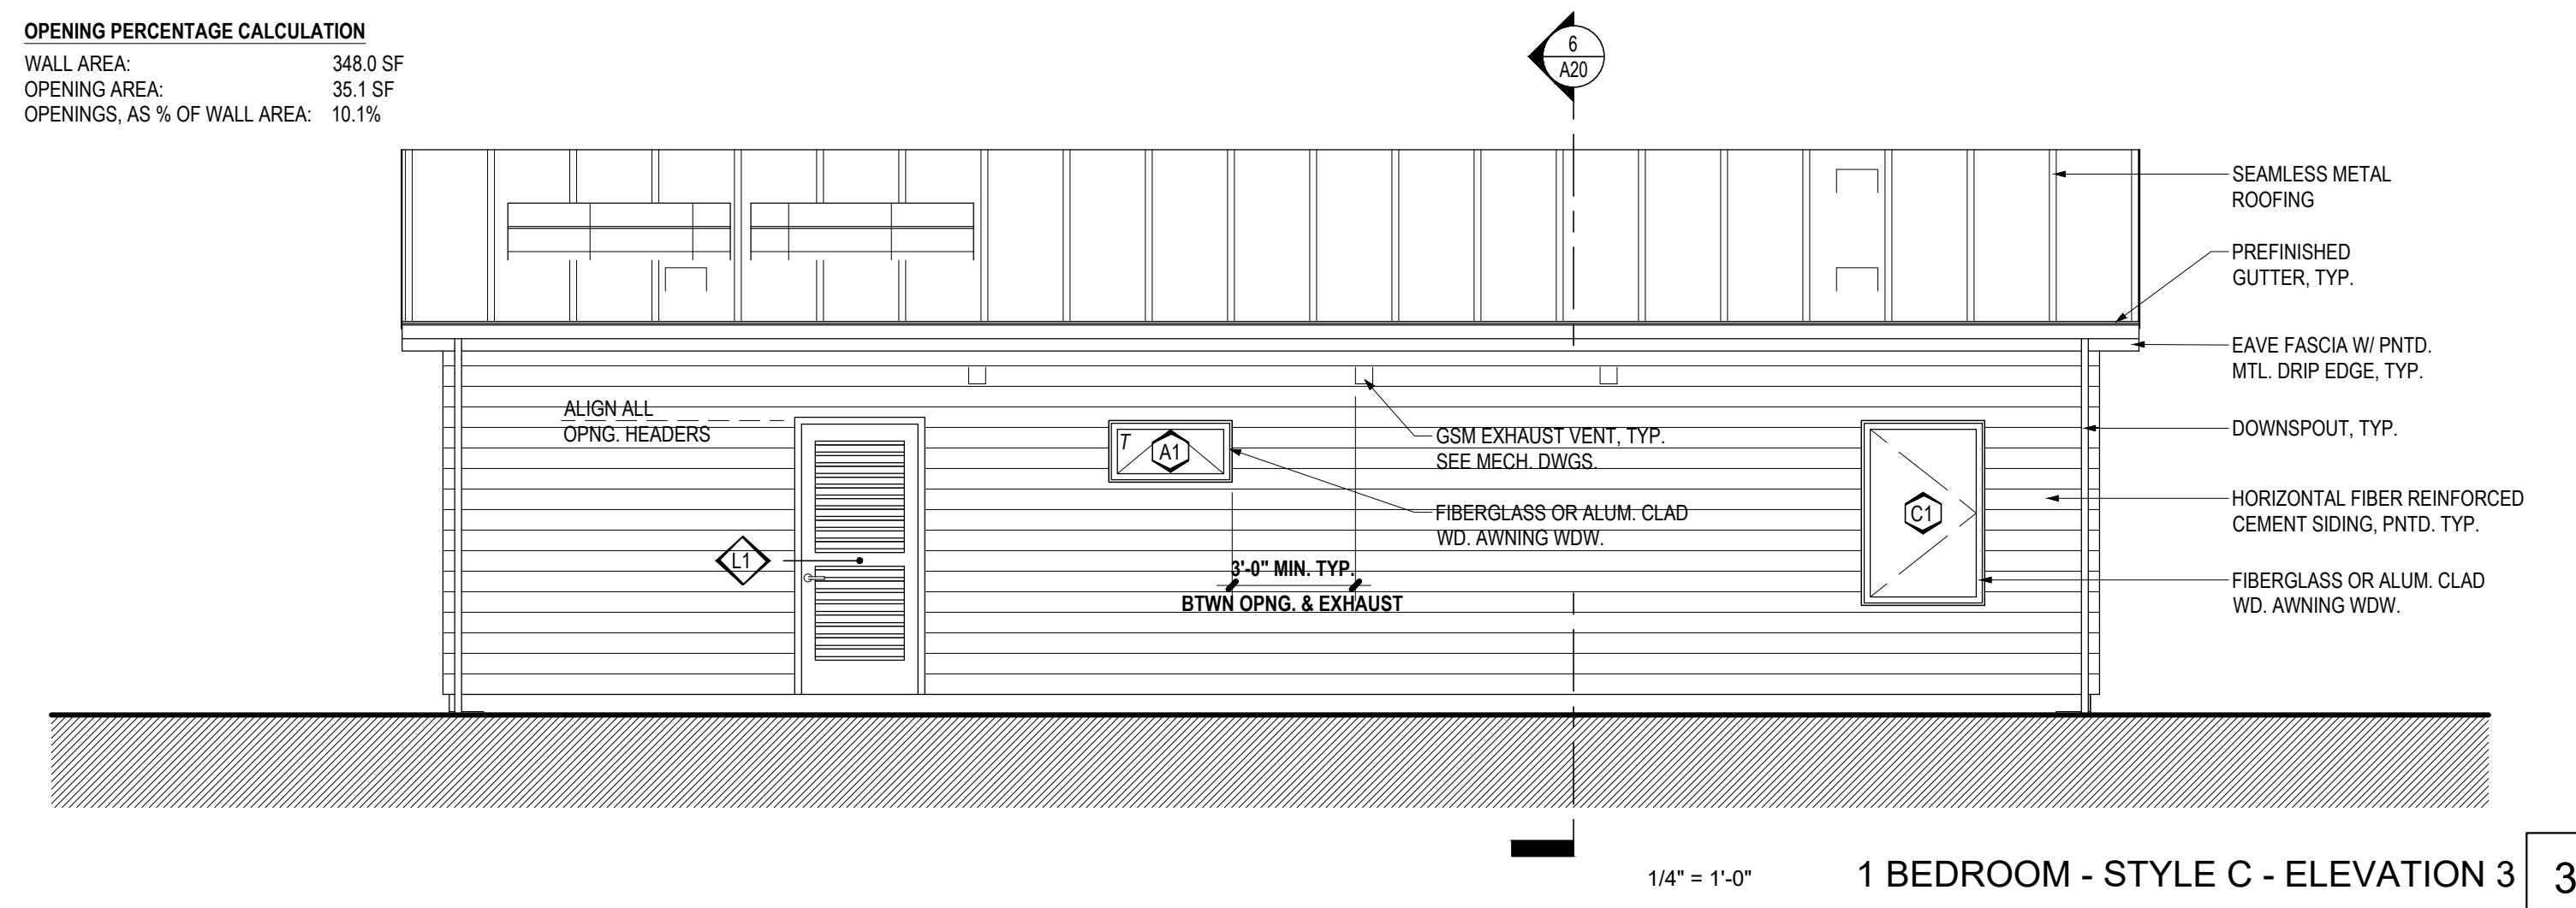 OPENING PERCENTAGE CALCULATION
WALL AREA: 348.0 SF
OPENING AREA: 35.1 SF
OPENINGS, AS % OF WALL AREA: 10.1%
6
A20
SEAMLESS METAL
ROOFING
PREFINISHED
GUTTER, TYP.
EAVE FASCIA W/ PNTD.
MTL. DRIP EDGE, TYP.
ALIGN ALL
OPNG. HEADERS
DOWNSPOUT, TYP.
T
A1
GSM EXHAUST VENT, TYP.
SEE MECH. DWGS.
FIBERGLASS OR ALUM. CLAD
WD. AWNING WDW.
C1
HORIZONTAL FIBER REINFORCED
CEMENT SIDING, PNTD. TYP.
L1
3'-0" MIN. TYP.
BTWN OPNG. & EXHAUST
FIBERGLASS OR ALUM. CLAD
WD. AWNING WDW.
1/4" = 1'-0"
1 BEDROOM - STYLE C - ELEVATION 3
3